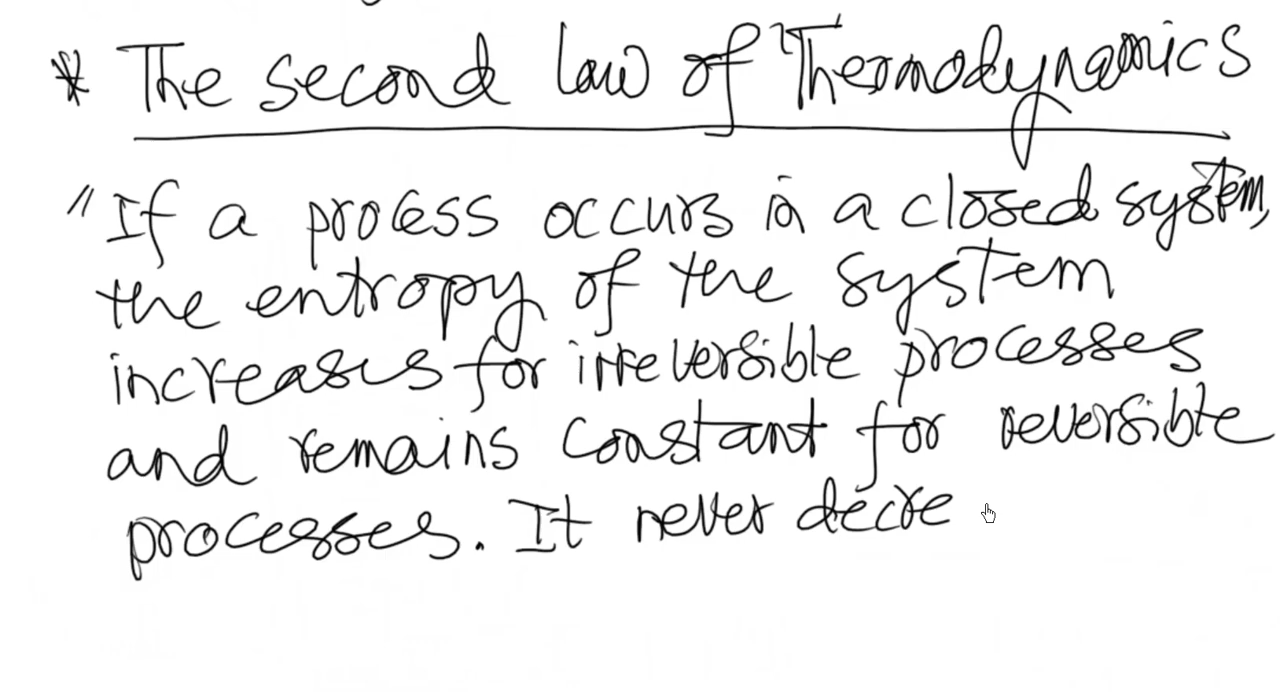 * The second law of Thermodynamics
"If a process occurs in a closed system,
the entropy of the system
increases for irreversible processes
and remains constant for reversible
processes. It never decre